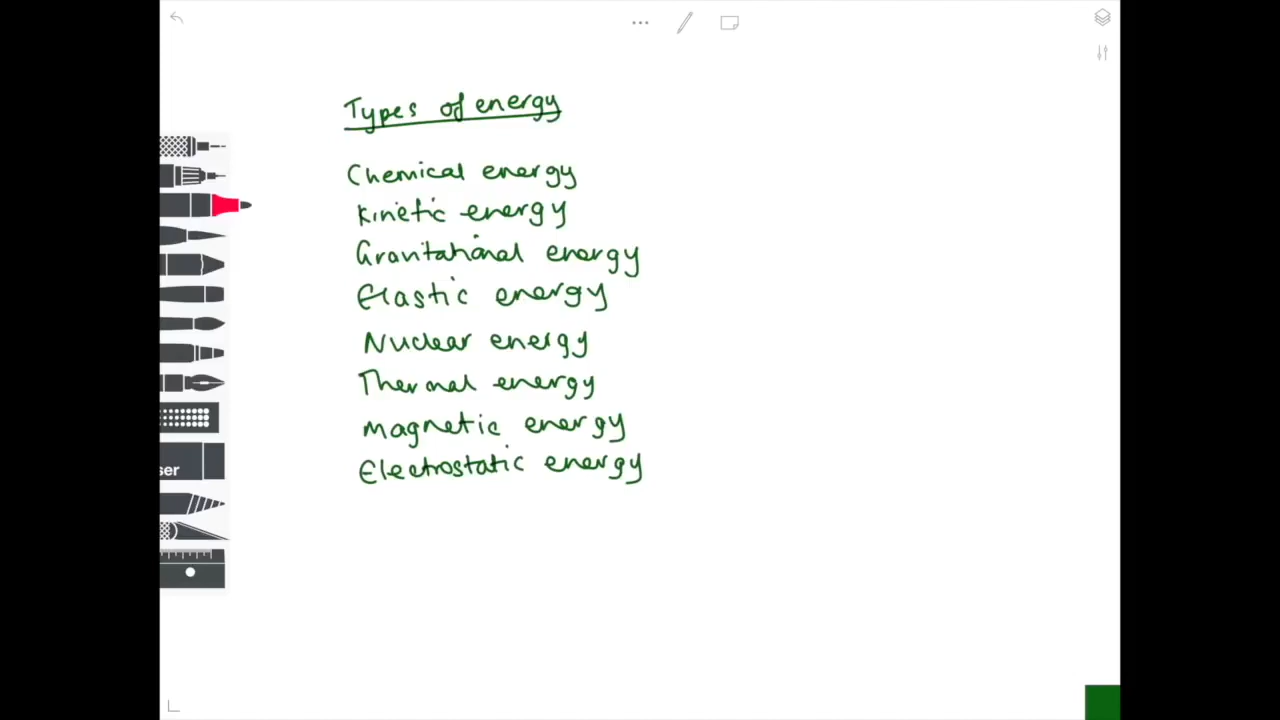 Types of energy
Chemical energy
Kinetic energy
Gravitational energy
Elastic energy
Nuclear energy
Thermal energy
Magnetic energy
Electrostatic energy
ser